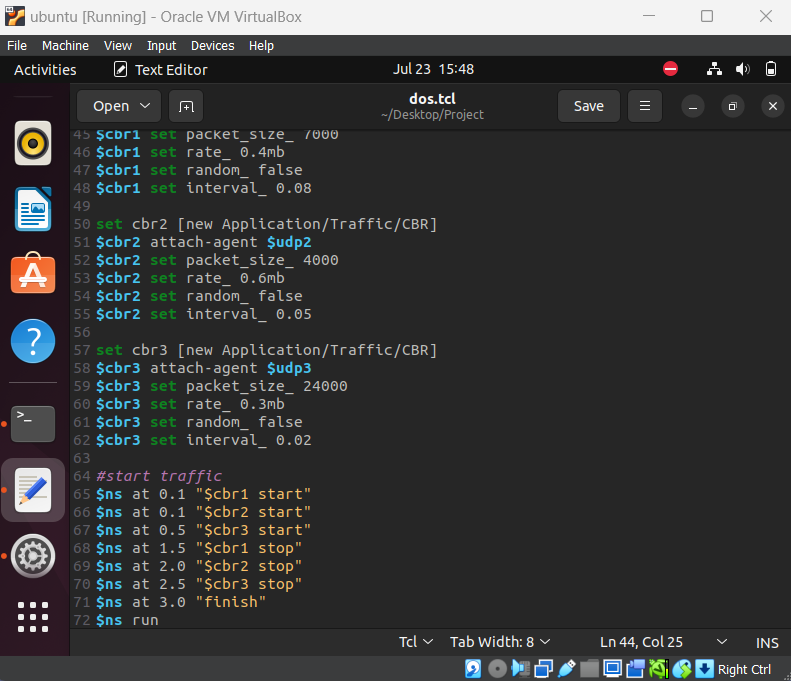 ubuntu [Running] - Oracle VM VirtualBox
File Machine View Input Devices Help
Activities Text Editor Jul 23 15:48
Open dos.tcl Save
~/Desktop/Project
45 $cbr1 set packet_size_ 7000
46 $cbr1 set rate_ 0.4mb
47 $cbr1 set random_ false
48 $cbr1 set interval_ 0.08
49
50 set cbr2 [new Application/Traffic/CBR]
51 $cbr2 attach-agent $udp2
52 $cbr2 set packet_size_ 4000
53 $cbr2 set rate_ 0.6mb
54 $cbr2 set random_ false
55 $cbr2 set interval_ 0.05
56
57 set cbr3 [new Application/Traffic/CBR]
58 $cbr3 attach-agent $udp3
59 $cbr3 set packet_size_ 24000
60 $cbr3 set rate_ 0.3mb
61 $cbr3 set random_ false
62 $cbr3 set interval_ 0.02
63
64 #start traffic
65 $ns at 0.1 "$cbr1 start"
66 $ns at 0.1 "$cbr2 start"
67 $ns at 0.5 "$cbr3 start"
68 $ns at 1.5 "$cbr1 stop"
69 $ns at 2.0 "$cbr2 stop"
70 $ns at 2.5 "$cbr3 stop"
71 $ns at 3.0 "finish"
72 $ns run
Tcl Tab Width: 8 Ln 44, Col 25 INS
Right Ctrl